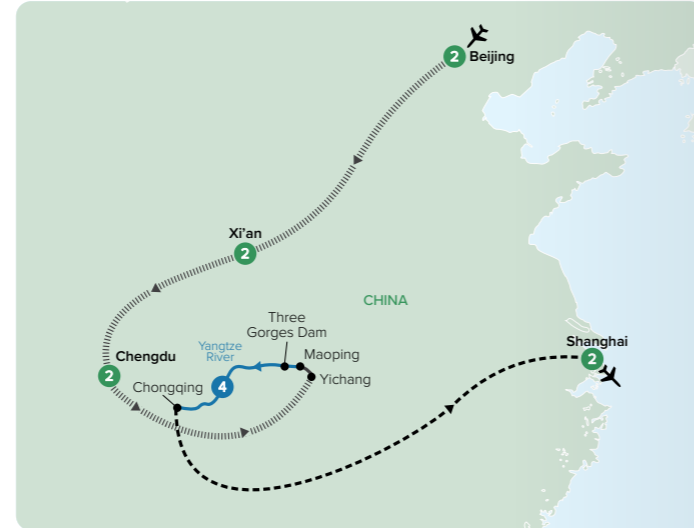 2 Beijing
Xi'an
2
CHINA
Three
Gorges Dam
Yangtze
River
Maoping
Shanghai
2
Chengdu
2
Yichang
Chongqing
4